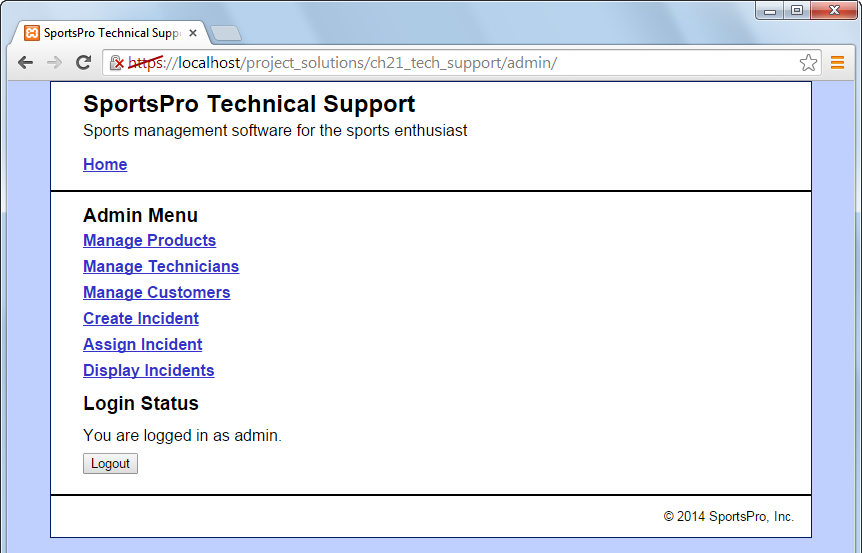 SportsPro Technical Supp
https://localhost/project_solutions/ch21_tech_support/admin/
SportsPro Technical Support
Sports management software for the sports enthusiast
Home
Admin Menu
Manage Products
Manage Technicians
Manage Customers
Create Incident
Assign Incident
Display Incidents
Login Status
You are logged in as admin.
Logout
© 2014 SportsPro, Inc.